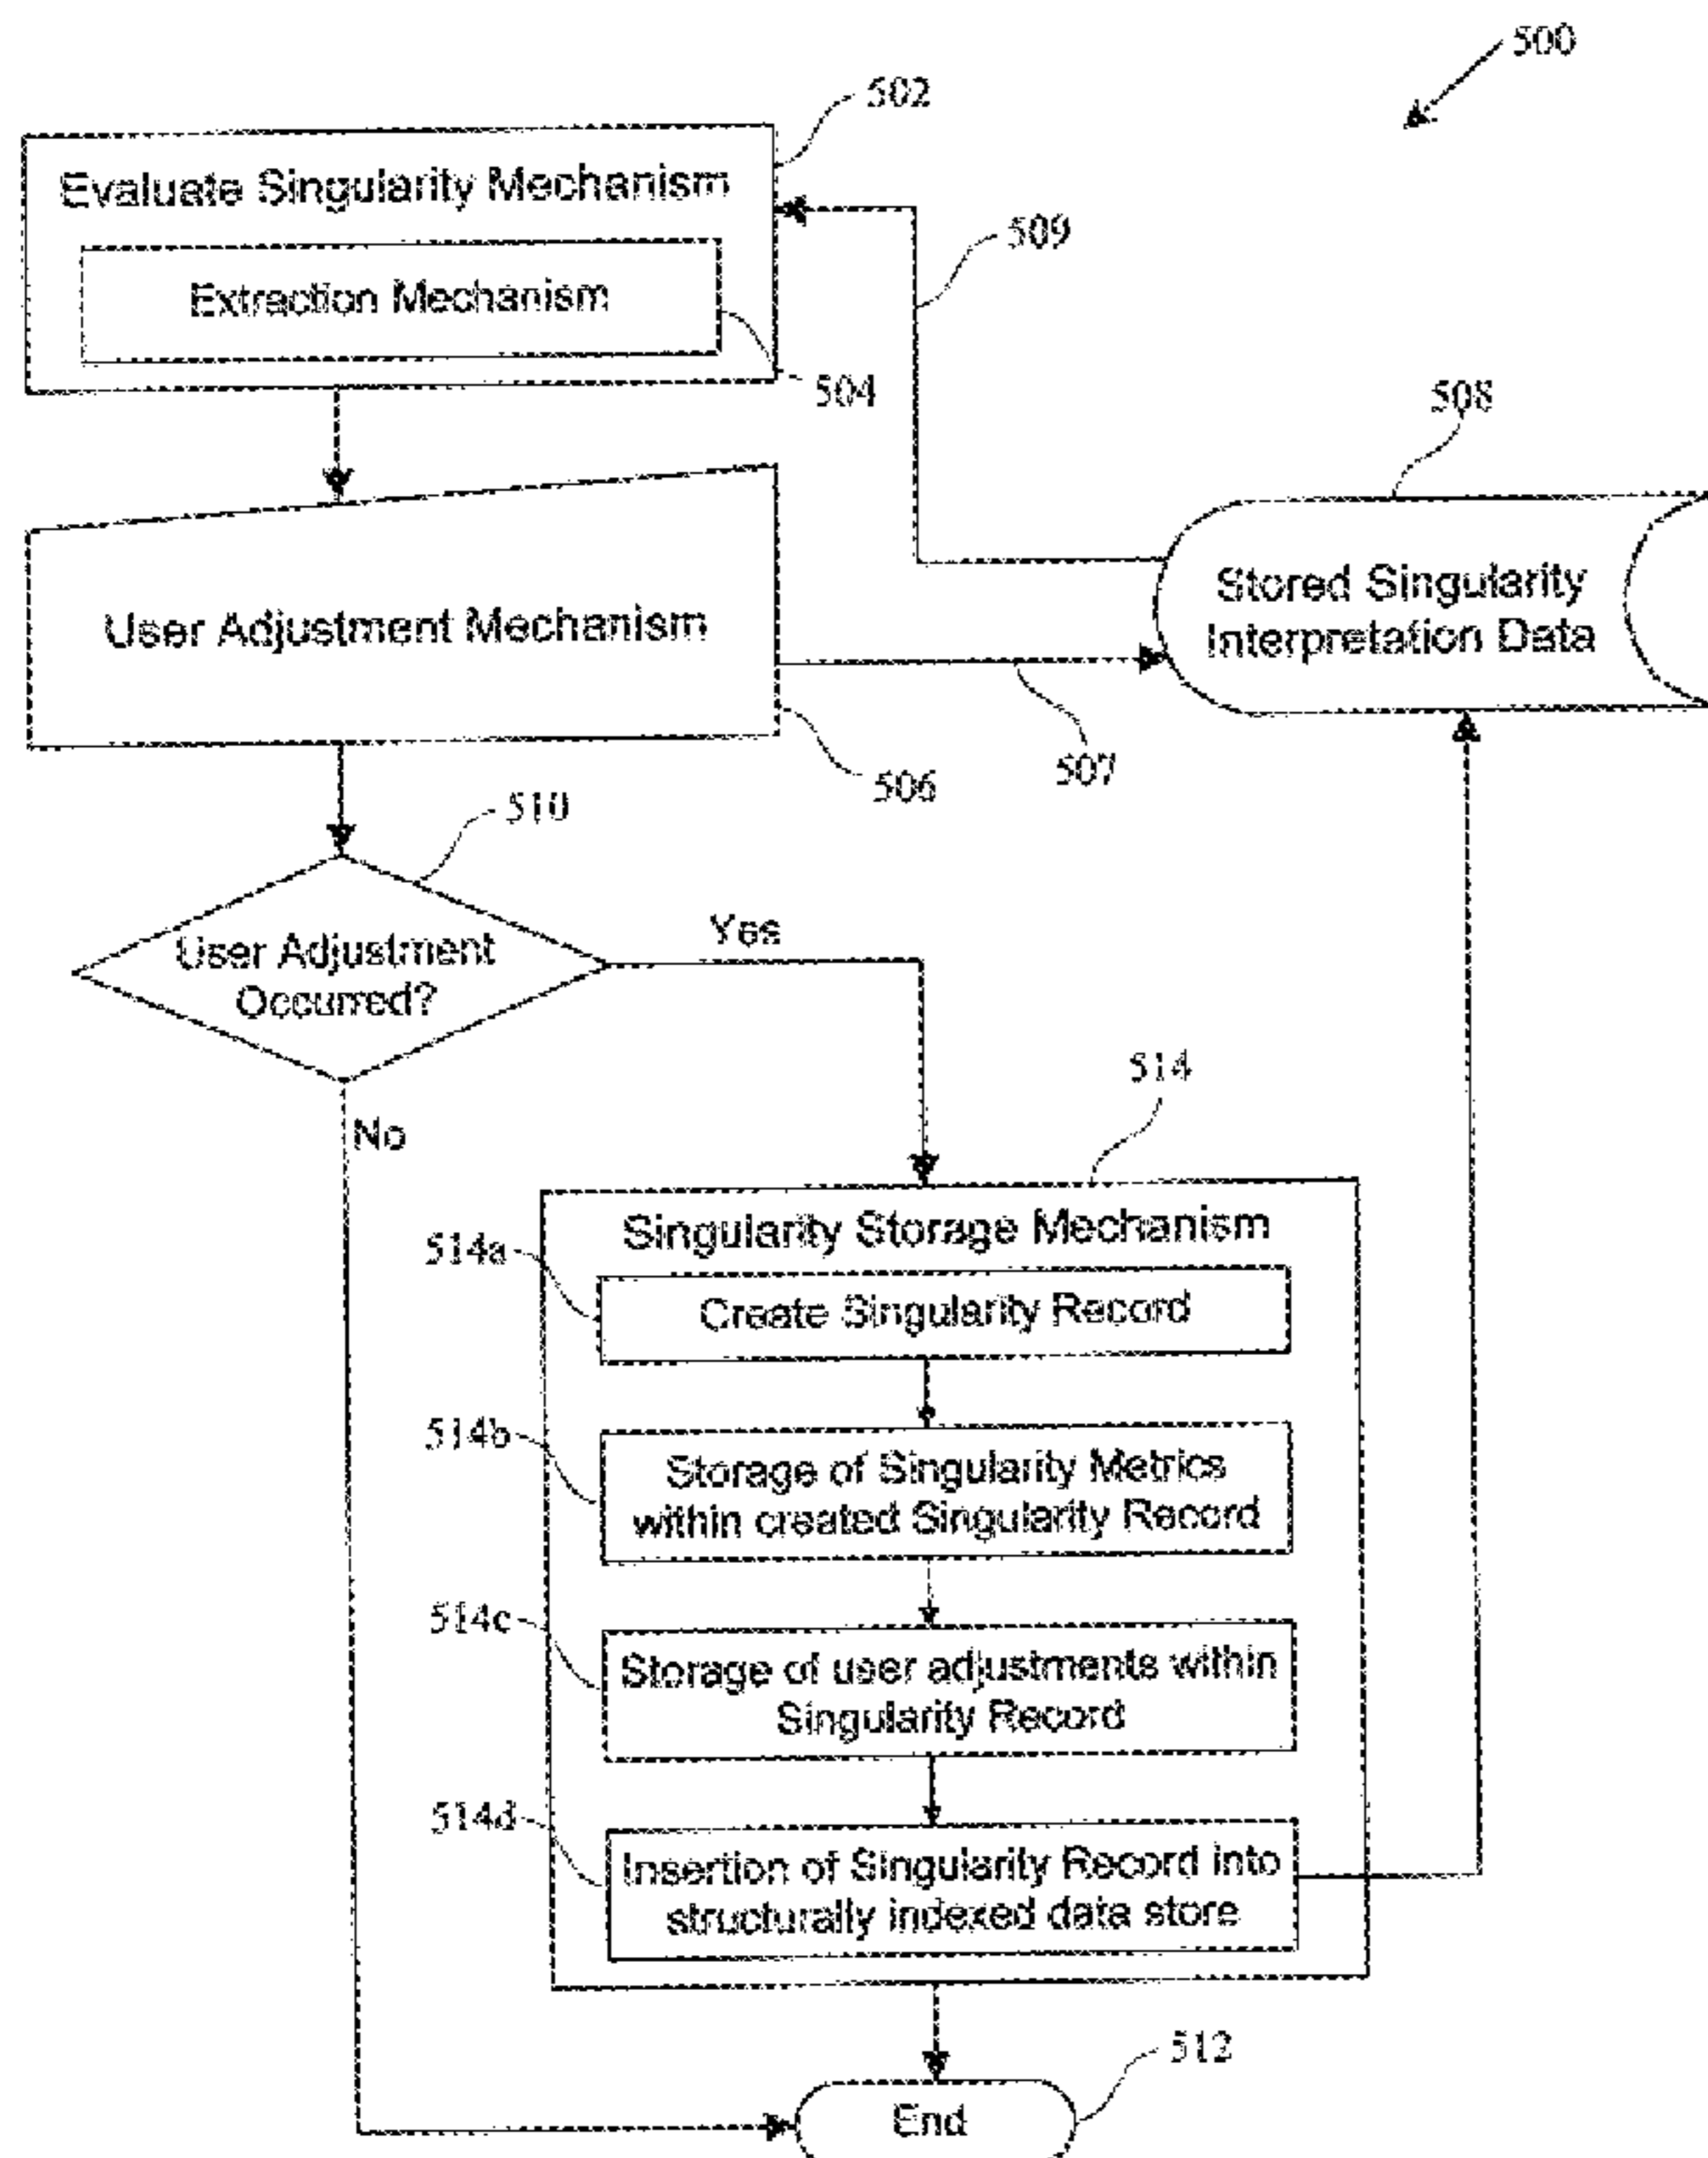 500
502
Evaluate Singularity Mechanism
509
Extraction Mechanism
504
508
Stored Singularity
Interpretation Data
User Adjustment Mechanism
507
506
510
Yes
User Adjustment
Occurred?
514
No
Singularity Storage Mechanism
514a
Create Singularity Record
514b
Storage of Singularity Metrics
within created Singularity Record
514c
Storage of user adjustments within
Singularity Record
514d
Insertion of Singularity Record into
structurally indexed data store
512
End